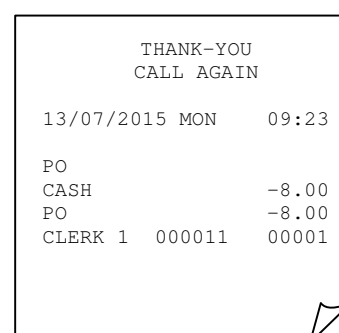 THANK-YOU
CALL AGAIN
13/07/2015 MON 09:23
PO
CASH -8.00
PO -8.00
CLERK 1 000011 00001